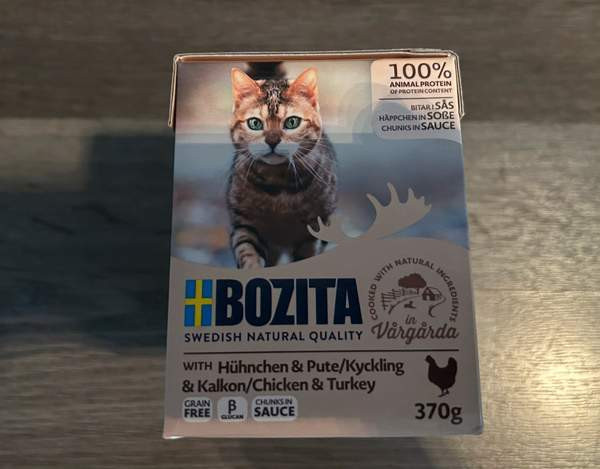 100%
ANIMAL PROTEIN
OF PROTEIN CONTENT
BITAR I SÅS
HÄPPCHEN IN SOßE
CHUNKS IN SAUCE
BOZITA
SWEDISH NATURAL QUALITY
COOKED WITH NATURAL INGREDIENTS
in
Vårgårda
WITH Hühnchen & Pute/Kyckling
& Kalkon/Chicken & Turkey
GRAIN
FREE
β
GLUCAN
CHUNKS IN
SAUCE
370g